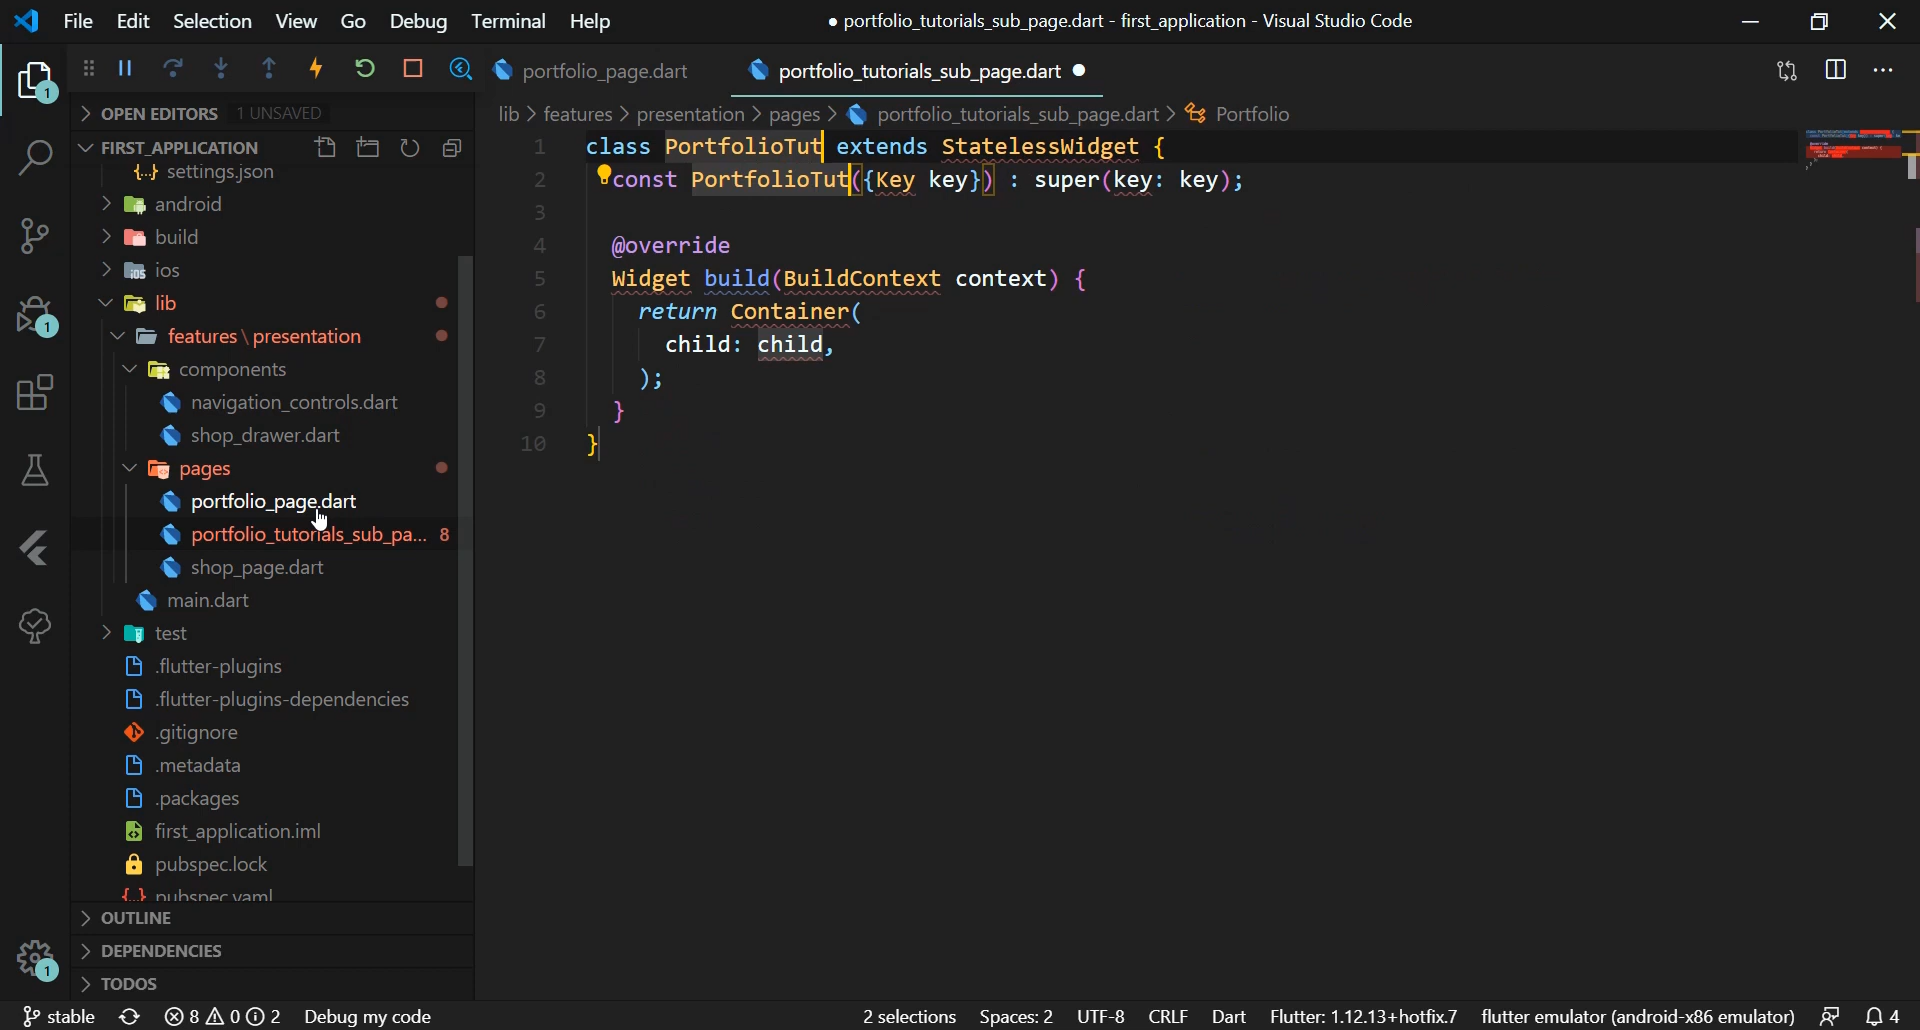 File Edit Selection View Go Debug Terminal Help
● portfolio_tutorials_sub_page.dart - first_application - Visual Studio Code
portfolio_page.dart
portfolio_tutorials_sub_page.dart
OPEN EDITORS 1 UNSAVED
lib > features > presentation > pages > portfolio_tutorials_sub_page.dart > Portfolio
FIRST_APPLICATION
settings.json
android
build
ios
lib
features \ presentation
components
navigation_controls.dart
shop_drawer.dart
pages
portfolio_page.dart
portfolio_tutorials_sub_pa... 8
shop_page.dart
main.dart
test
.flutter-plugins
.flutter-plugins-dependencies
.gitignore
.metadata
.packages
first_application.iml
pubspec.lock
pubspec.yaml
OUTLINE
DEPENDENCIES
TODOS
1
1
1
1 class PortfolioTut extends StatelessWidget {
2 const PortfolioTut({Key key}) : super(key: key);
3
4 @override
5 Widget build(BuildContext context) {
6 return Container(
7 child: child,
8 );
9 }
10 }
stable 8 0 2 Debug my code 2 selections Spaces: 2 UTF-8 CRLF Dart Flutter: 1.12.13+hotfix.7 flutter emulator (android-x86 emulator) 4